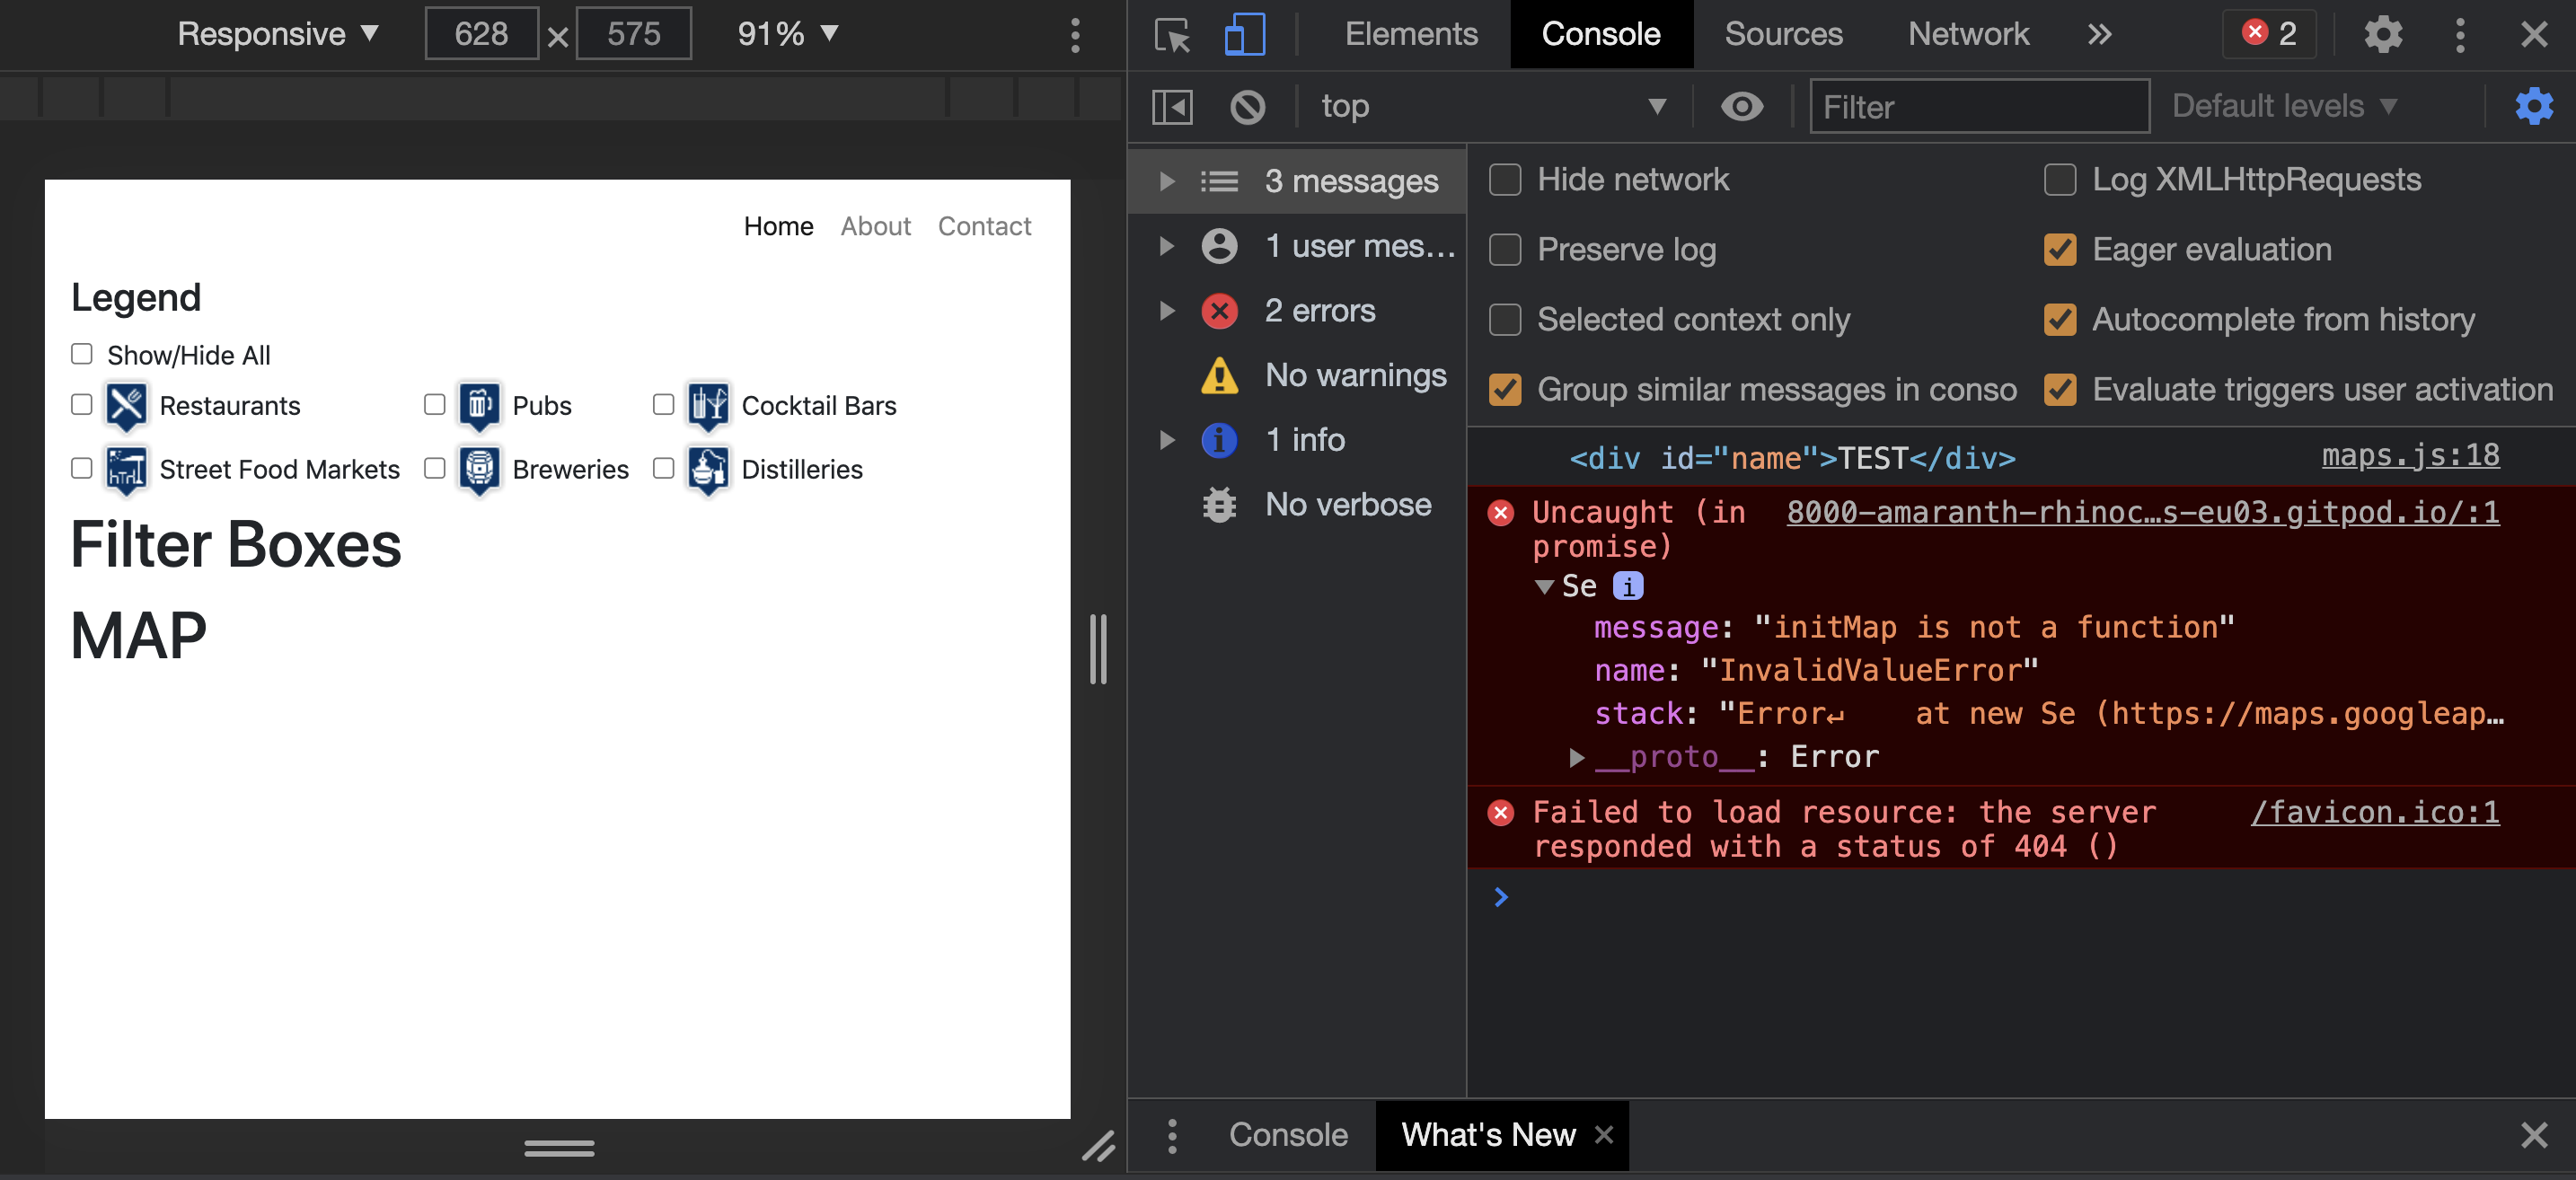 Responsive ▼ 628 × 575 91% ▼
Elements Console Sources Network » 2
top ▼ Filter Default levels ▼
Home About Contact
Legend
Show/Hide All
Restaurants Pubs Cocktail Bars
Street Food Markets Breweries Distilleries
Filter Boxes
MAP
3 messages
1 user mes...
2 errors
No warnings
1 info
No verbose
Hide network Log XMLHttpRequests
Preserve log Eager evaluation
Selected context only Autocomplete from history
Group similar messages in conso Evaluate triggers user activation
<div id="name">TEST</div> maps.js:18
Uncaught (in 8000-amaranth-rhinoc…s-eu03.gitpod.io/:1
promise)
▼Se i
message: "initMap is not a function"
name: "InvalidValueError"
stack: "Error↵    at new Se (https://maps.googleap…
▶__proto__: Error
Failed to load resource: the server /favicon.ico:1
responded with a status of 404 ()
>
Console What's New ×